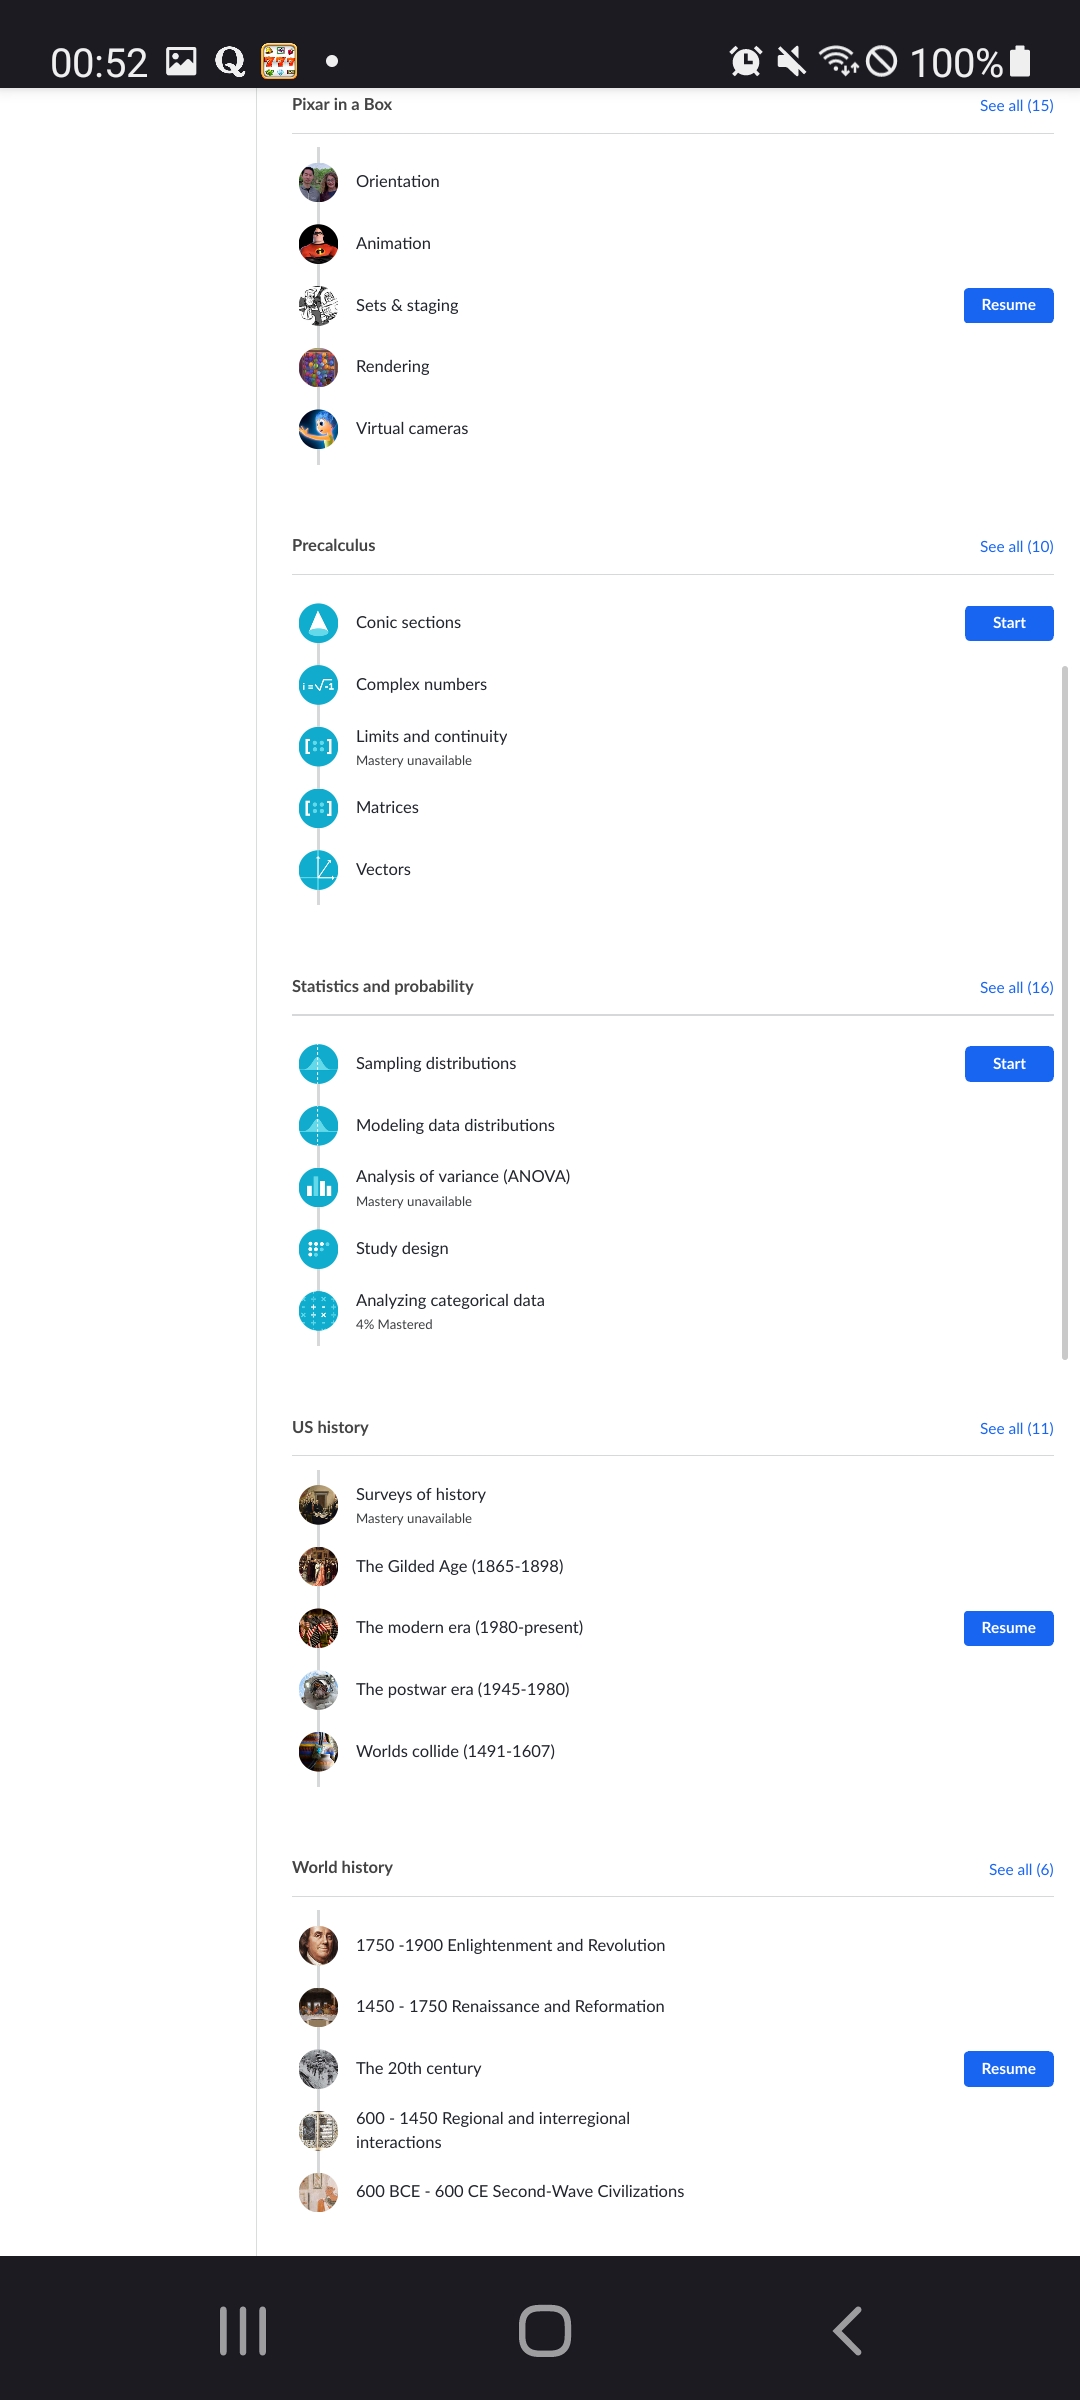 00:52
Q
777
100%
Pixar in a Box
See all (15)
Orientation
Animation
Sets & staging
Resume
Rendering
Virtual cameras
Precalculus
See all (10)
Conic sections
Start
i = √-1
Complex numbers
Limits and continuity
Mastery unavailable
Matrices
Vectors
Statistics and probability
See all (16)
Sampling distributions
Start
Modeling data distributions
Analysis of variance (ANOVA)
Mastery unavailable
Study design
Analyzing categorical data
4% Mastered
US history
See all (11)
Surveys of history
Mastery unavailable
The Gilded Age (1865-1898)
The modern era (1980-present)
Resume
The postwar era (1945-1980)
Worlds collide (1491-1607)
World history
See all (6)
1750 -1900 Enlightenment and Revolution
1450 - 1750 Renaissance and Reformation
The 20th century
Resume
600 - 1450 Regional and interregional
interactions
600 BCE - 600 CE Second-Wave Civilizations